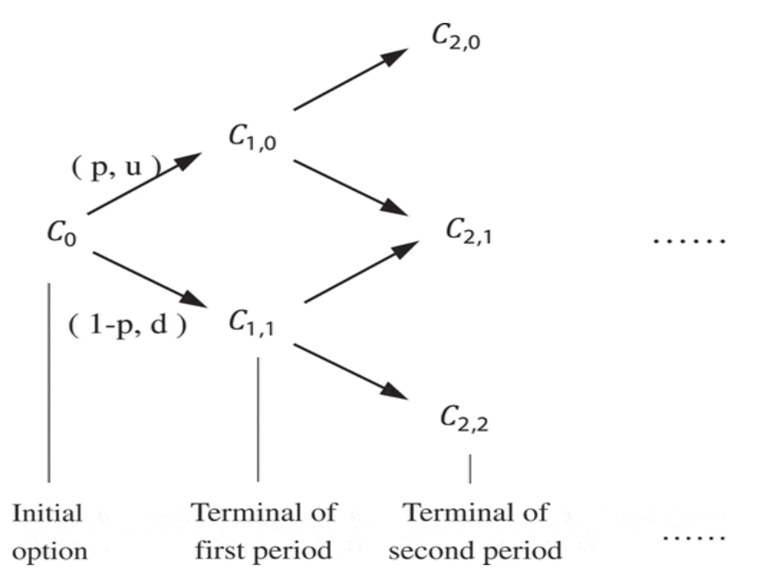 C2,0
C1,0
( p, u )
C0
C2,1
......
( 1-p, d )
C1,1
C2,2
Initial
option
Terminal of
first period
Terminal of
second period
......